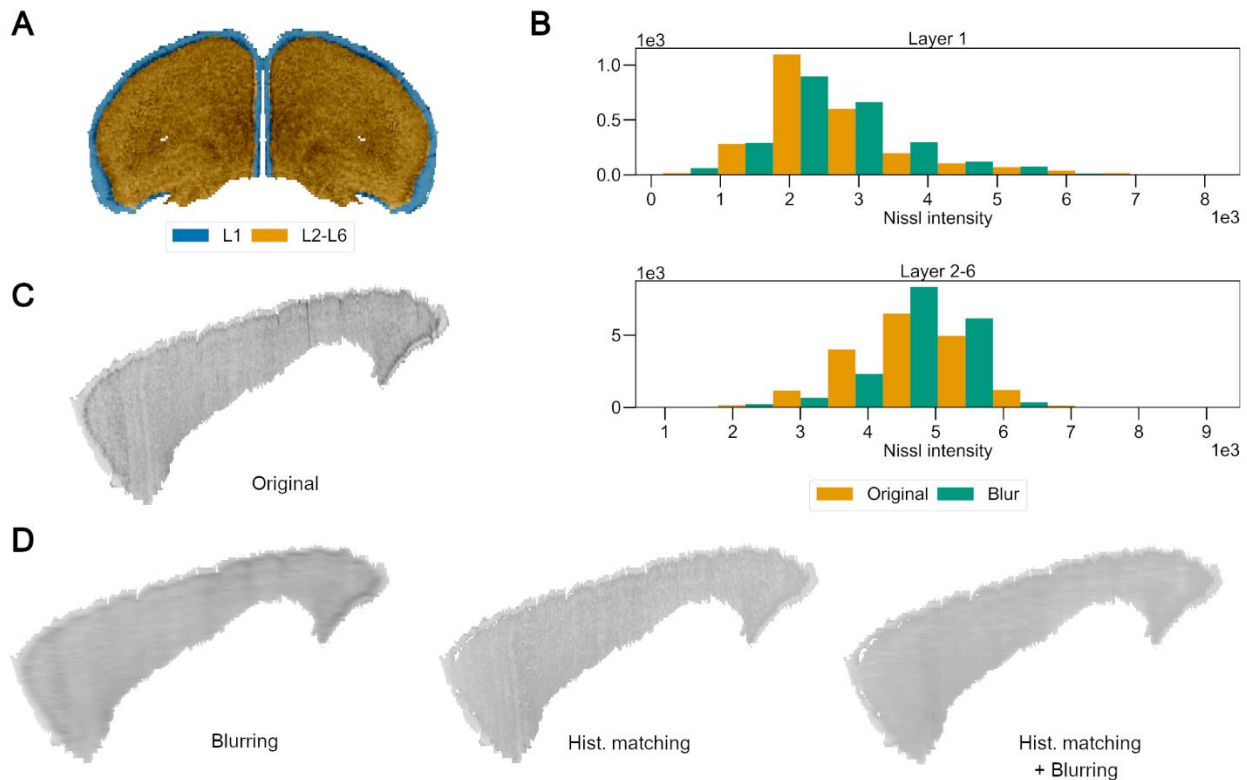 A
L1 L2-L6
B
1e3 Layer 1
1.0
0.5
0.0
0 1 2 3 4 5 6 7 8
Nissl intensity 1e3
1e3 Layer 2-6
5
0
1 2 3 4 5 6 7 8 9
Nissl intensity 1e3
Original Blur
C
Original
D
Blurring
Hist. matching
Hist. matching
+ Blurring